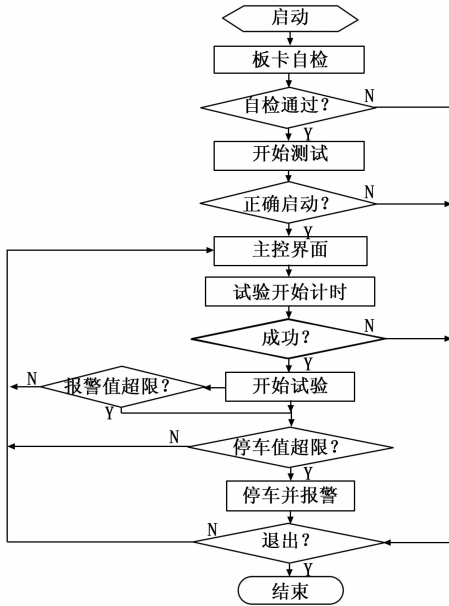 启动
板卡自检
自检通过?
N
Y
开始测试
正确启动?
N
Y
主控界面
试验开始计时
成功?
N
Y
报警值超限?
N
Y
开始试验
停车值超限?
N
Y
停车并报警
退出?
N
Y
结束